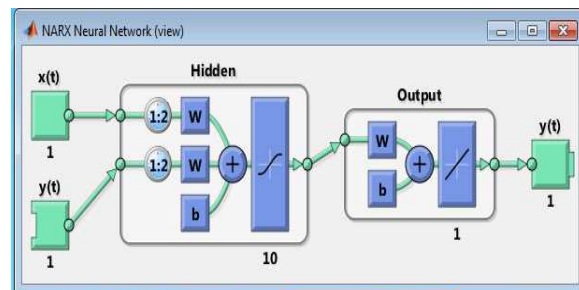 NARX Neural Network (view)
Hidden
x(t)
1:2
W
1
Output
y(t)
W
b
1
y(t)
1:2
W
b
1
10
1